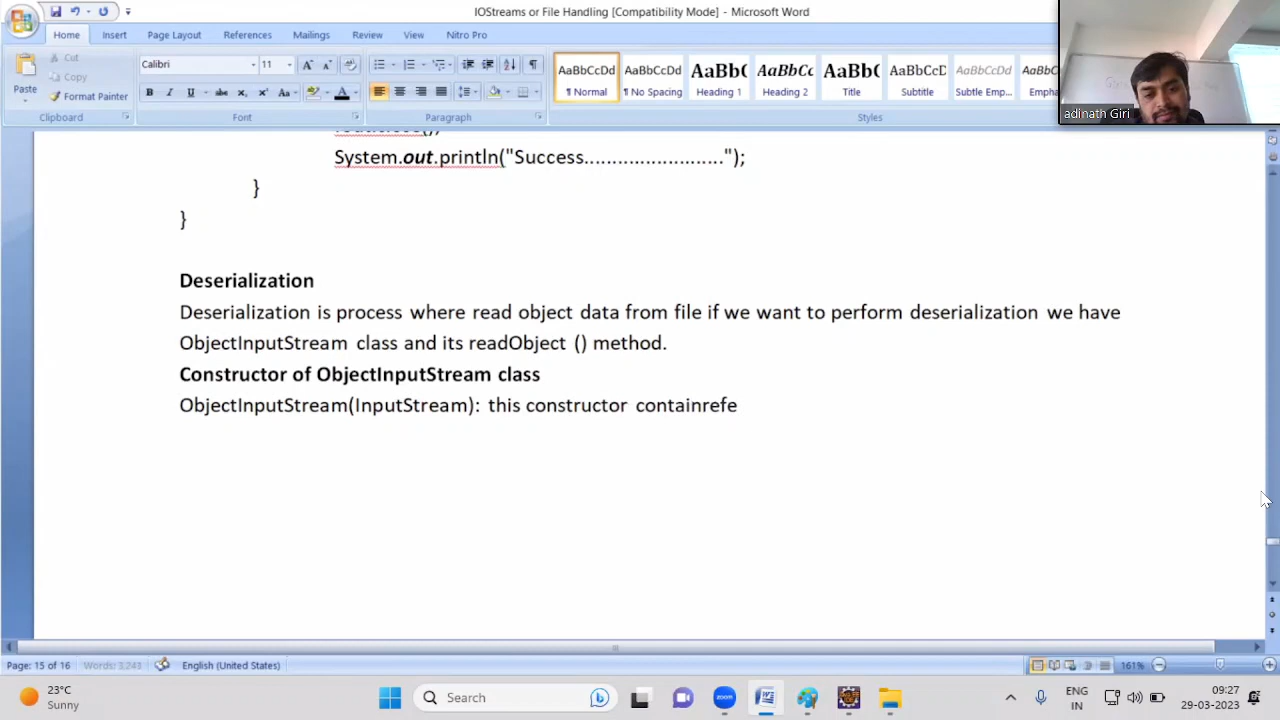 IOStreams or File Handling [Compatibility Mode] - Microsoft Word
Home Insert Page Layout References Mailings Review View Nitro Pro
Cut
Copy
Paste
Format Painter
Calibri 11
Clipboard Font Paragraph Styles
AaBbCcDd AaBbCcDd AaBb( AaBbCc AaBb( AaBbCcD AaBbCcDd AaBbCc
¶ Normal ¶ No Spacing Heading 1 Heading 2 Title Subtitle Subtle Emp... Empha
adinath Giri
System.out.println("Success.........................");
}
}
Deserialization
Deserialization is process where read object data from file if we want to perform deserialization we have
ObjectInputStream class and its readObject () method.
Constructor of ObjectInputStream class
ObjectInputStream(InputStream): this constructor containrefe
Page: 15 of 16 Words: 3,243 English (United States) 161%
23°C
Sunny
Search
zoom
ENG
IN
09:27
29-03-2023